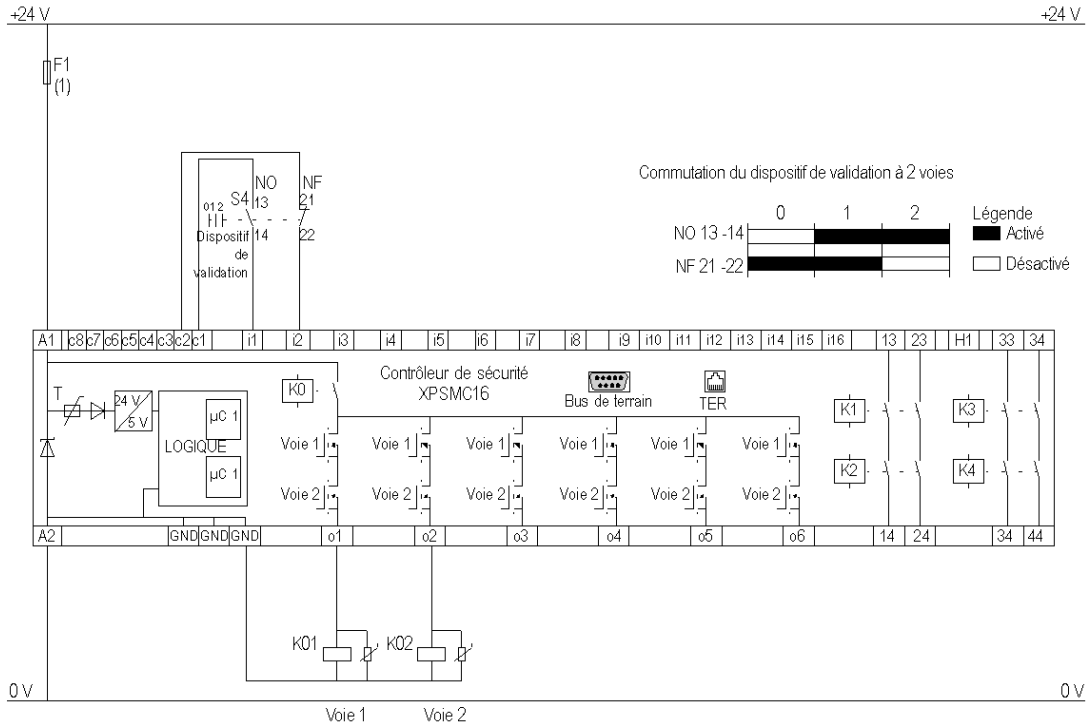 +24 V +24 V
F1
(1)
NO NF
S4 13 21
0 1 2
14 22
Dispositif
de
validation
Commutation du dispositif de validation à 2 voies
0 1 2 Légende
NO 13 -14 Activé
NF 21 -22 Désactivé
A1 c8 c7 c6 c5 c4 c3 c2 c1 i1 i2 i3 i4 i5 i6 i7 i8 i9 i10 i11 i12 i13 i14 i15 i16 13 23 H1 33 34
Contrôleur de sécurité
XPSMC16
K0
Bus de terrain TER
T 24 V
5 V
µC 1
LOGIQUE
µC 1
K1 K3
Voie 1 Voie 1 Voie 1 Voie 1 Voie 1 Voie 1
K2 K4
Voie 2 Voie 2 Voie 2 Voie 2 Voie 2 Voie 2
A2 GND GND GND o1 o2 o3 o4 o5 o6 14 24 34 44
K01 K02
0 V 0 V
Voie 1 Voie 2